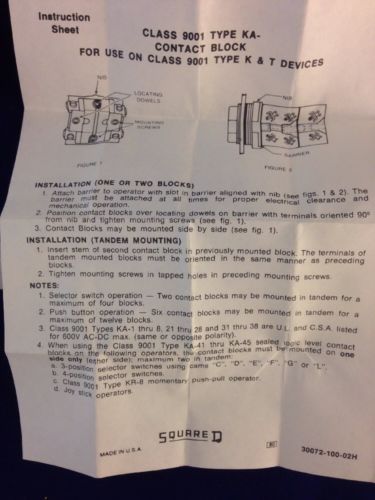 Instruction
Sheet
CLASS 9001 TYPE KA-
CONTACT BLOCK
FOR USE ON CLASS 9001 TYPE K & T DEVICES
NIB
LOCATING
DOWELS
MOUNTING
SCREWS
FIGURE 1
NIB
BARRIER
FIGURE 2
INSTALLATION (ONE OR TWO BLOCKS)
1. Attach barrier to operator with slot in barrier aligned with nib (see figs. 1 & 2). The
barrier must be attached at all times for proper electrical clearance and
mechanical operation.
2. Position contact blocks over locating dowels on barrier with terminals oriented 90°
from nib and tighten mounting screws (see fig. 1).
3. Contact Blocks may be mounted side by side (see fig. 1).
INSTALLATION (TANDEM MOUNTING)
1. Insert stem of second contact block in previously mounted block. The terminals of
tandem mounted blocks must be oriented in the same manner as preceding
blocks.
2. Tighten mounting screws in tapped holes in preceding mounting screws.
NOTES:
1. Selector switch operation — Two contact blocks may be mounted in tandem for a
maximum of four blocks.
2. Push button operation — Six contact blocks may be mounted in tandem for a
maximum of twelve blocks.
3. Class 9001 Types KA-1 thru 8, 21 thru 28 and 31 thru 38 are U.L. and C.S.A. listed
for 600V AC-DC max. (same or opposite polarity).
4. When using the Class 9001 Type KA-41 thru KA-45 sealed logic level contact
blocks on the following operators, the contact blocks must be mounted on one
side only (either side); maximum two in tandem:
a. 3-position selector switches using cams "C", "D", "E", "F", "G" or "L".
b. 4-position selector switches.
c. Class 9001 Type KR-8 momentary push-pull operator.
d. Joy stick operators.
SQUARE D
MADE IN U.S.A.
30072-100-02H